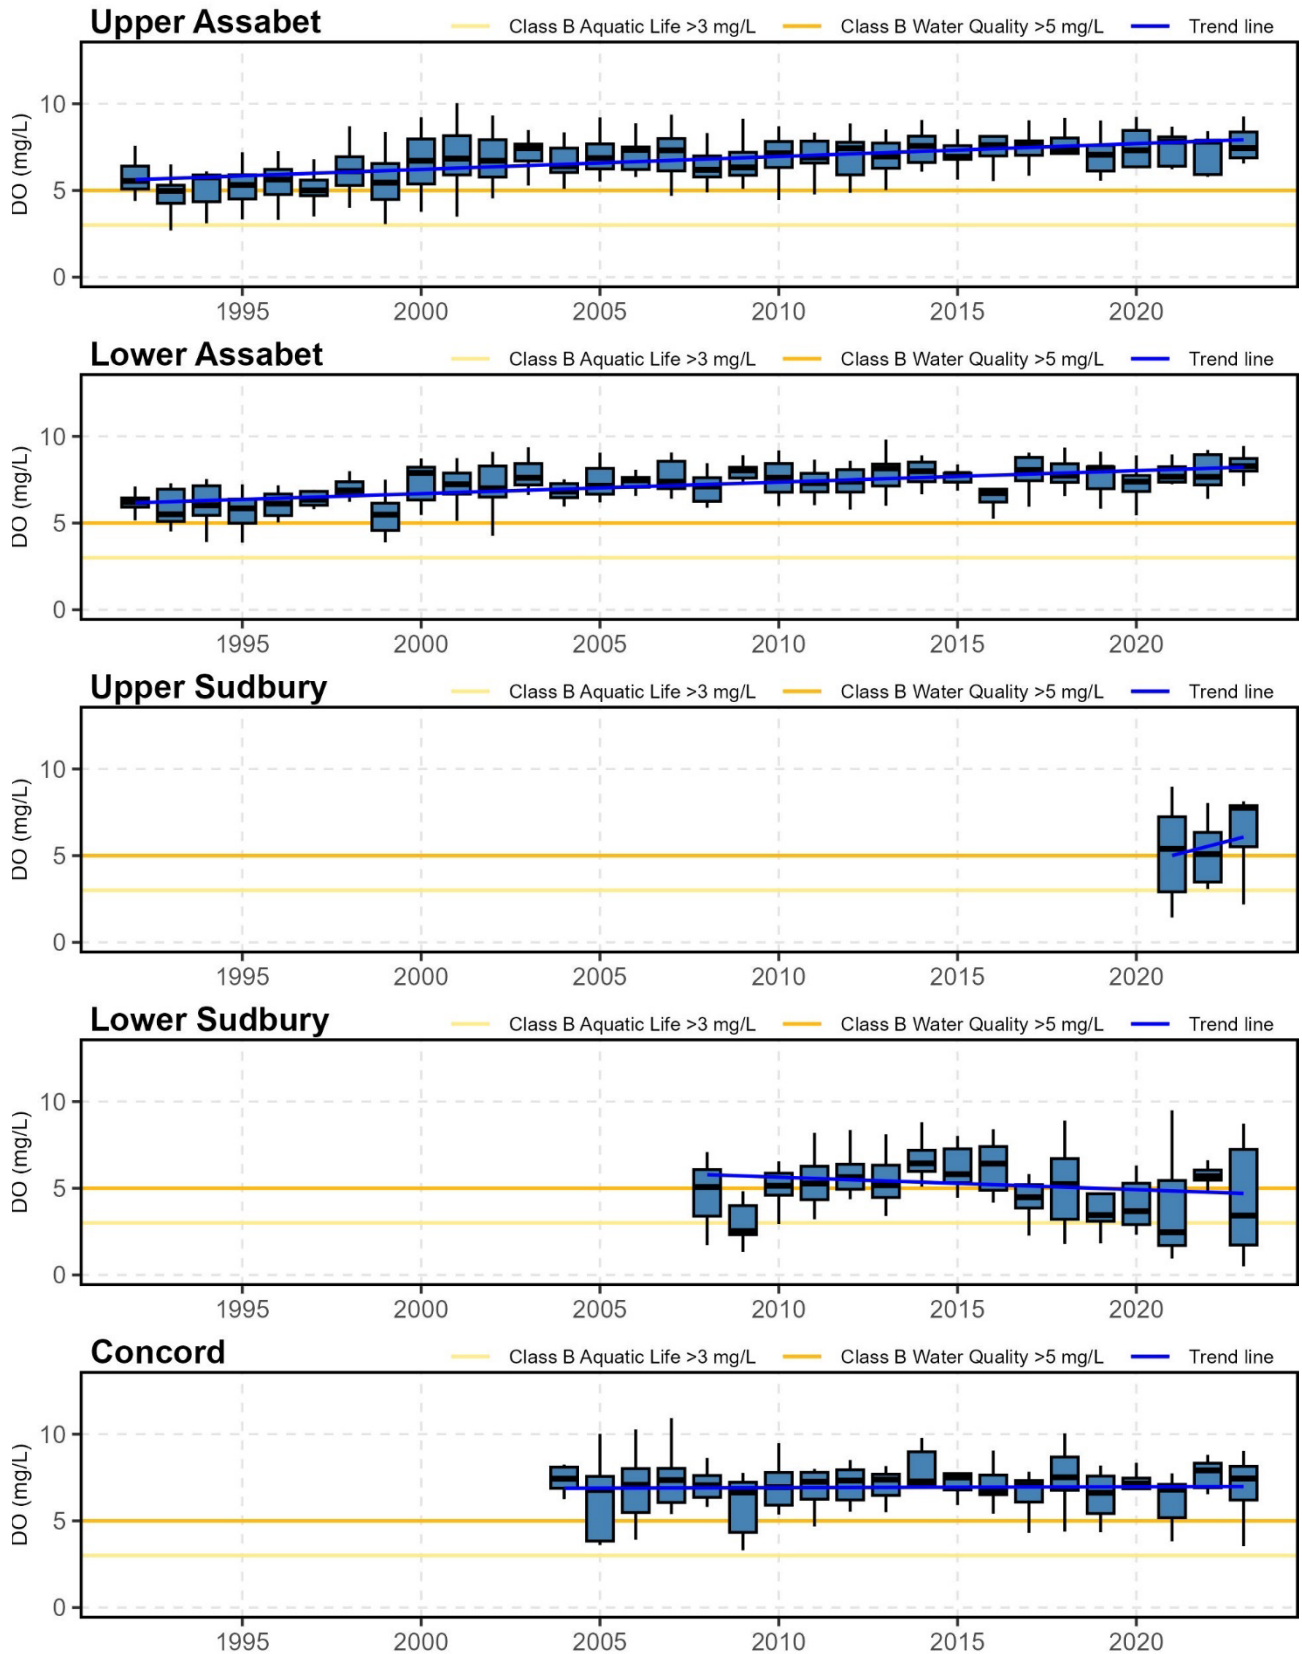 Upper Assabet
Class B Aquatic Life >3 mg/L Class B Water Quality >5 mg/L Trend line
DO (mg/L)
10
5
0
1995 2000 2005 2010 2015 2020
Lower Assabet
Class B Aquatic Life >3 mg/L Class B Water Quality >5 mg/L Trend line
DO (mg/L)
10
5
0
1995 2000 2005 2010 2015 2020
Upper Sudbury
Class B Aquatic Life >3 mg/L Class B Water Quality >5 mg/L Trend line
DO (mg/L)
10
5
0
1995 2000 2005 2010 2015 2020
Lower Sudbury
Class B Aquatic Life >3 mg/L Class B Water Quality >5 mg/L Trend line
DO (mg/L)
10
5
0
1995 2000 2005 2010 2015 2020
Concord
Class B Aquatic Life >3 mg/L Class B Water Quality >5 mg/L Trend line
DO (mg/L)
10
5
0
1995 2000 2005 2010 2015 2020